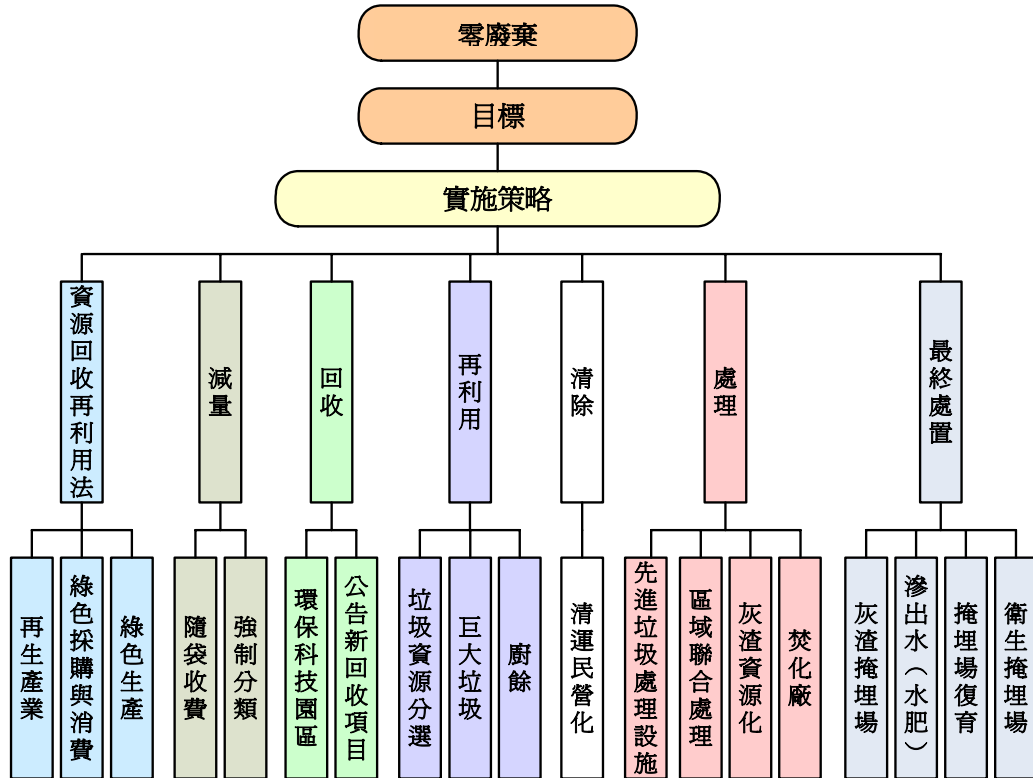 零廢棄
目標
實施策略
資源回收再利用法
減量
回收
再利用
清除
處理
最終處置
再生產業
綠色採購與消費
綠色生產
隨袋收費
強制分類
環保科技園區
公告新回收項目
垃圾資源分選
巨大垃圾
廚餘
清運民營化
先進垃圾處理設施
區域聯合處理
灰渣資源化
焚化廠
灰渣掩埋場
滲出水（水肥）
掩埋場復育
衛生掩埋場